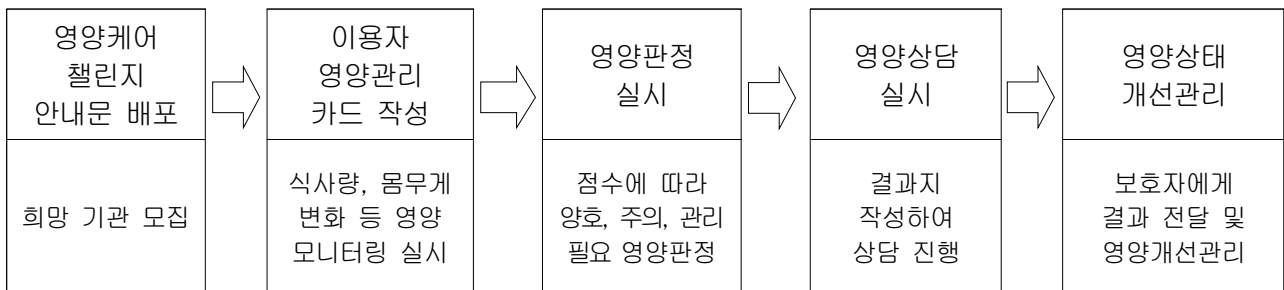 영양케어
챌린지
안내문 배포
희망 기관 모집
이용자
영양관리
카드 작성
식사량, 몸무게
변화 등 영양
모니터링 실시
영양판정
실시
점수에 따라
양호, 주의, 관리
필요 영양판정
영양상담
실시
결과지
작성하여
상담 진행
영양상태
개선관리
보호자에게
결과 전달 및
영양개선관리